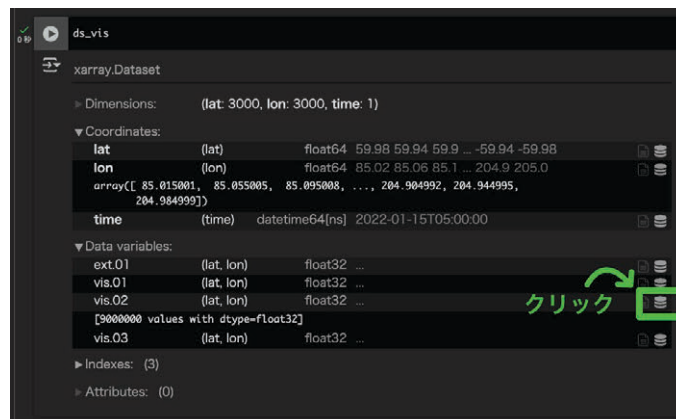 0秒
ds_vis
xarray.Dataset
▶ Dimensions: (lat: 3000, lon: 3000, time: 1)
▼ Coordinates:
lat (lat) float64 59.98 59.94 59.9 ... -59.94 -59.98
lon (lon) float64 85.02 85.06 85.1 ... 204.9 205.0
array([ 85.015001, 85.055005, 85.095008, ..., 204.904992, 204.944995,
204.984999])
time (time) datetime64[ns] 2022-01-15T05:00:00
▼ Data variables:
ext.01 (lat, lon) float32 ...
vis.01 (lat, lon) float32 ...
vis.02 (lat, lon) float32 ...
クリック
[9000000 values with dtype=float32]
vis.03 (lat, lon) float32 ...
▶ Indexes: (3)
▶ Attributes: (0)